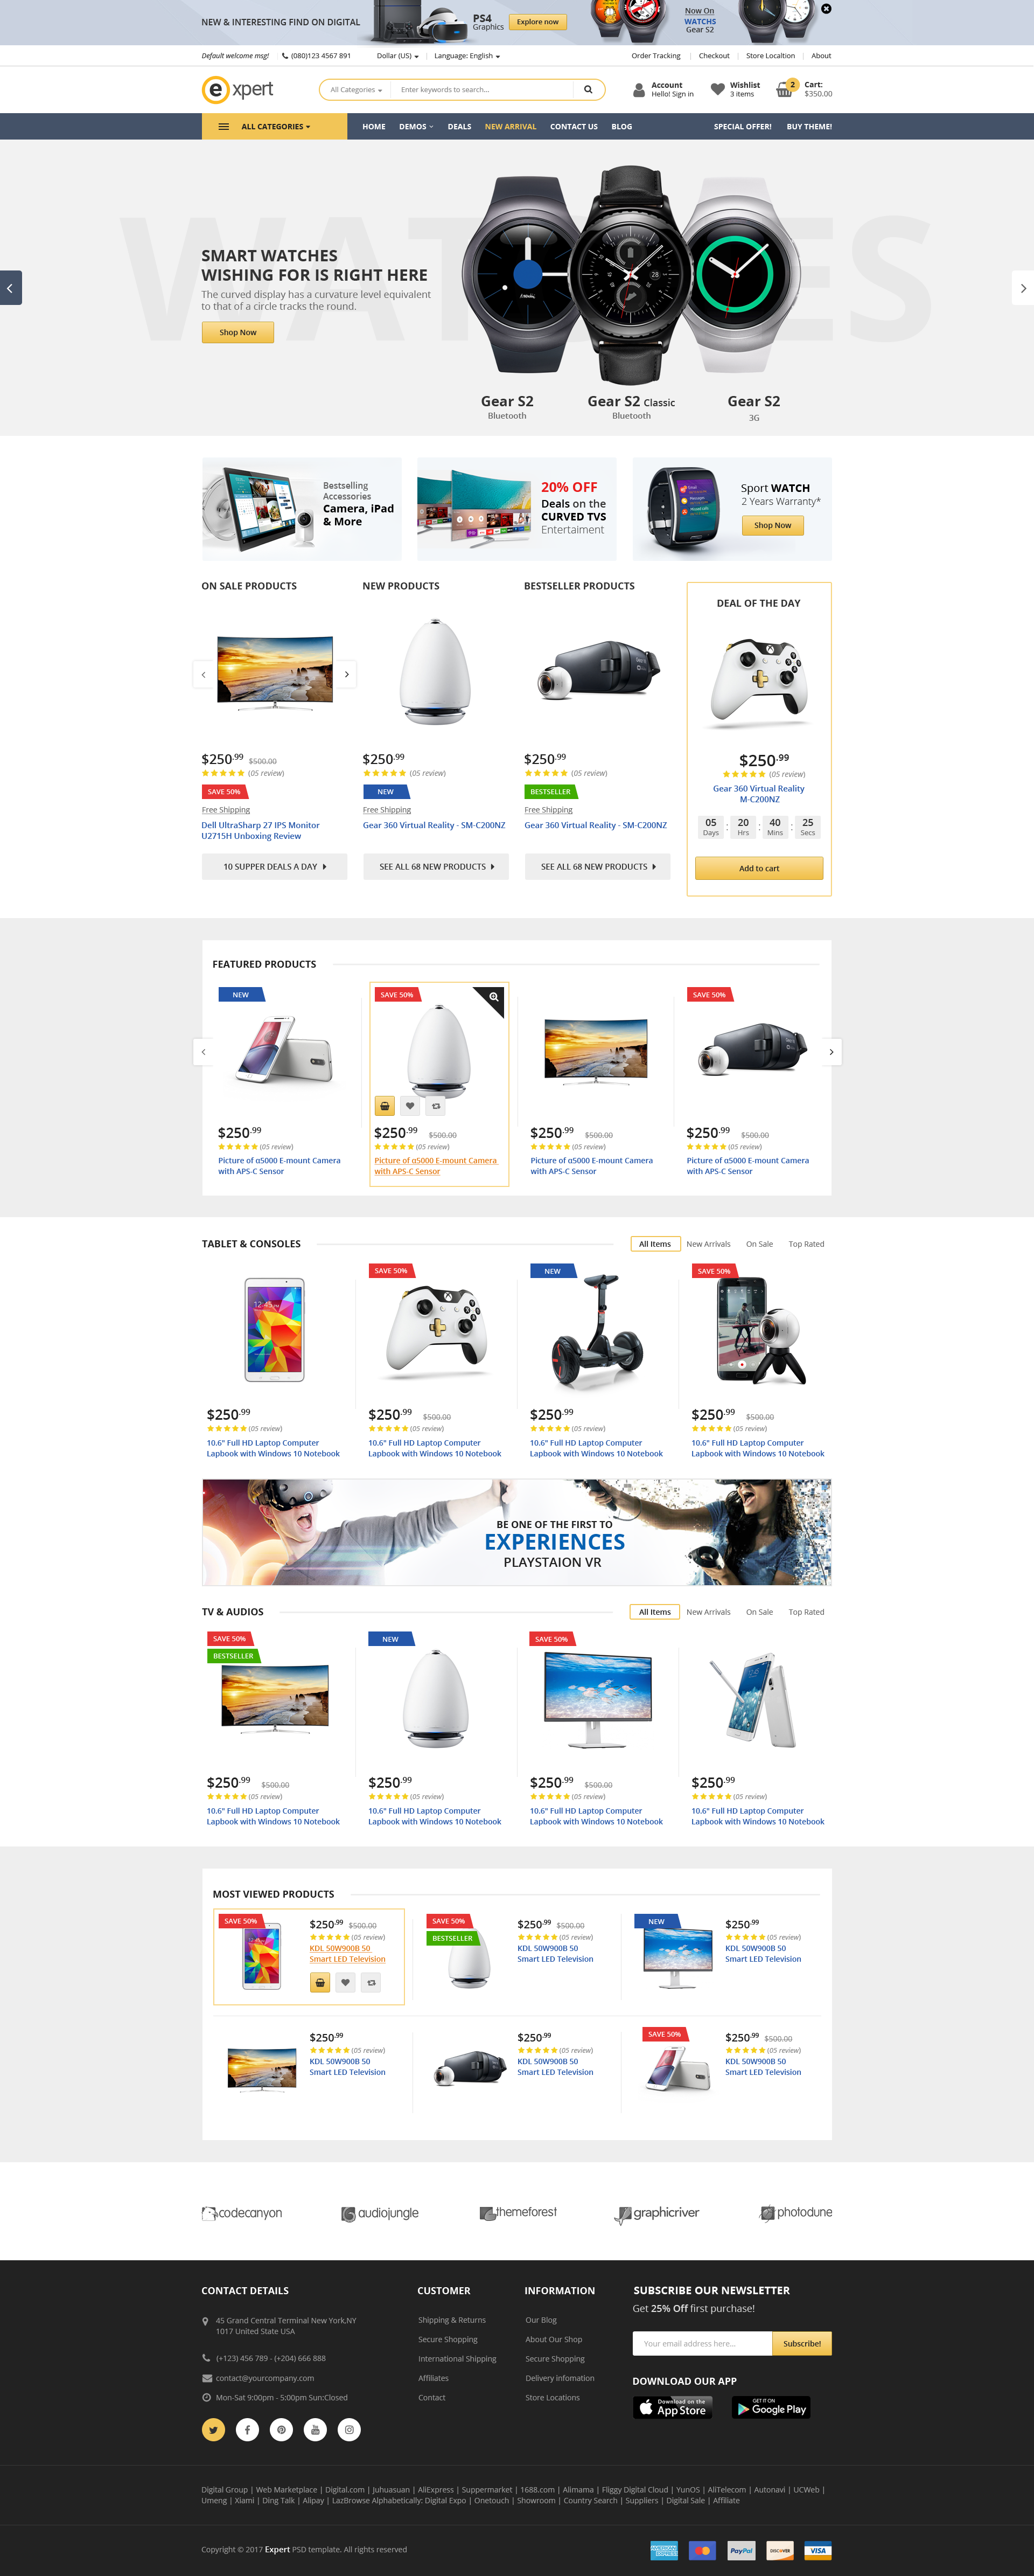 NEW & INTERESTING FIND ON DIGITAL
PS4
Graphics
Explore now
Now On
WATCHS
Gear S2
Default welcome msg!
(080)123 4567 891
Dollar (US)
Language: English
Order Tracking
Checkout
Store Localtion
About
expert
All Categories
Enter keywords to search...
Account
Hello! Sign in
Wishlist
3 items
2
Cart:
$350.00
ALL CATEGORIES
HOME
DEMOS
DEALS
NEW ARRIVAL
CONTACT US
BLOG
SPECIAL OFFER!
BUY THEME!
WATCHES
SMART WATCHES
WISHING FOR IS RIGHT HERE
The curved display has a curvature level equivalent
to that of a circle tracks the round.
Shop Now
Gear S2
Bluetooth
Gear S2 Classic
Bluetooth
Gear S2
3G
Bestselling
Accessories
Camera, iPad
& More
20% OFF
Deals on the
CURVED TVS
Entertaiment
Sport WATCH
2 Years Warranty*
Shop Now
ON SALE PRODUCTS
NEW PRODUCTS
BESTSELLER PRODUCTS
DEAL OF THE DAY
$250.99 $500.00
(05 review)
SAVE 50%
Free Shipping
Dell UltraSharp 27 IPS Monitor
U2715H Unboxing Review
10 SUPPER DEALS A DAY
$250.99
(05 review)
NEW
Free Shipping
Gear 360 Virtual Reality - SM-C200NZ
SEE ALL 68 NEW PRODUCTS
$250.99
(05 review)
BESTSELLER
Free Shipping
Gear 360 Virtual Reality - SM-C200NZ
SEE ALL 68 NEW PRODUCTS
$250.99
(05 review)
Gear 360 Virtual Reality
M-C200NZ
05 : 20 : 40 : 25
Days Hrs Mins Secs
Add to cart
FEATURED PRODUCTS
NEW
$250.99
(05 review)
Picture of α5000 E-mount Camera
with APS-C Sensor
SAVE 50%
$250.99 $500.00
(05 review)
Picture of α5000 E-mount Camera
with APS-C Sensor
$250.99 $500.00
(05 review)
Picture of α5000 E-mount Camera
with APS-C Sensor
SAVE 50%
$250.99 $500.00
(05 review)
Picture of α5000 E-mount Camera
with APS-C Sensor
TABLET & CONSOLES
All Items
New Arrivals
On Sale
Top Rated
12:45
$250.99
(05 review)
10.6" Full HD Laptop Computer
Lapbook with Windows 10 Notebook
SAVE 50%
$250.99 $500.00
(05 review)
10.6" Full HD Laptop Computer
Lapbook with Windows 10 Notebook
NEW
$250.99
(05 review)
10.6" Full HD Laptop Computer
Lapbook with Windows 10 Notebook
SAVE 50%
$250.99 $500.00
(05 review)
10.6" Full HD Laptop Computer
Lapbook with Windows 10 Notebook
BE ONE OF THE FIRST TO
EXPERIENCES
PLAYSTAION VR
TV & AUDIOS
All Items
New Arrivals
On Sale
Top Rated
SAVE 50%
BESTSELLER
$250.99 $500.00
(05 review)
10.6" Full HD Laptop Computer
Lapbook with Windows 10 Notebook
NEW
$250.99
(05 review)
10.6" Full HD Laptop Computer
Lapbook with Windows 10 Notebook
SAVE 50%
$250.99 $500.00
(05 review)
10.6" Full HD Laptop Computer
Lapbook with Windows 10 Notebook
$250.99
(05 review)
10.6" Full HD Laptop Computer
Lapbook with Windows 10 Notebook
MOST VIEWED PRODUCTS
SAVE 50%
$250.99 $500.00
(05 review)
KDL 50W900B 50
Smart LED Television
SAVE 50%
BESTSELLER
$250.99 $500.00
(05 review)
KDL 50W900B 50
Smart LED Television
NEW
$250.99
(05 review)
KDL 50W900B 50
Smart LED Television
$250.99
(05 review)
KDL 50W900B 50
Smart LED Television
$250.99
(05 review)
KDL 50W900B 50
Smart LED Television
SAVE 50%
$250.99 $500.00
(05 review)
KDL 50W900B 50
Smart LED Television
codecanyon
audiojungle
themeforest
graphicriver
photodune
CONTACT DETAILS
45 Grand Central Terminal New York,NY
1017 United State USA
(+123) 456 789 - (+204) 666 888
contact@yourcompany.com
Mon-Sat 9:00pm - 5:00pm Sun:Closed
CUSTOMER
Shipping & Returns
Secure Shopping
International Shipping
Affiliates
Contact
INFORMATION
Our Blog
About Our Shop
Secure Shopping
Delivery infomation
Store Locations
SUBSCRIBE OUR NEWSLETTER
Get 25% Off first purchase!
Your email address here...
Subscribe!
DOWNLOAD OUR APP
Download on the
App Store
GET IT ON
Google Play
Digital Group | Web Marketplace | Digital.com | Juhuasuan | AliExpress | Suppermarket | 1688.com | Alimama | Fliggy Digital Cloud | YunOS | AliTelecom | Autonavi | UCWeb |
Umeng | Xiami | Ding Talk | Alipay | LazBrowse Alphabetically: Digital Expo | Onetouch | Showroom | Country Search | Suppliers | Digital Sale | Affiliate
Copyright © 2017 Expert PSD template. All rights reserved
PayPal
DISCOVER
VISA